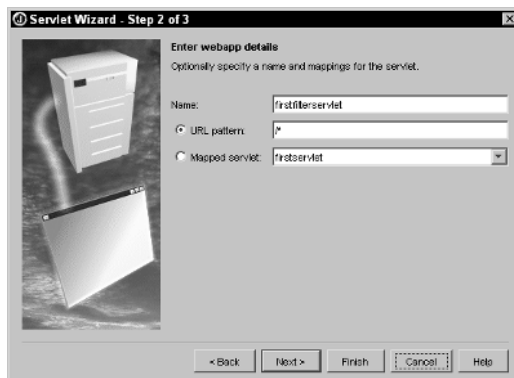 Servlet Wizard - Step 2 of 3
Enter webapp details
Optionally specify a name and mappings for the servlet.
Name: firstfilterservlet
URL pattern: /*
Mapped servlet: firstservlet
< Back Next > Finish Cancel Help